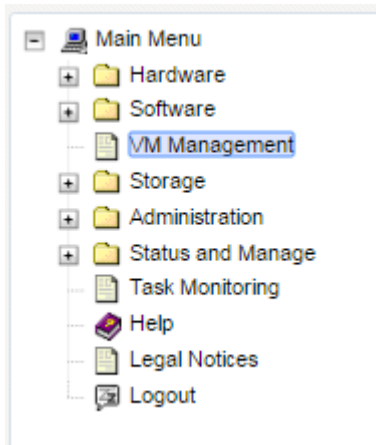 Main Menu
Hardware
Software
VM Management
Storage
Administration
Status and Manage
Task Monitoring
Help
Legal Notices
Logout